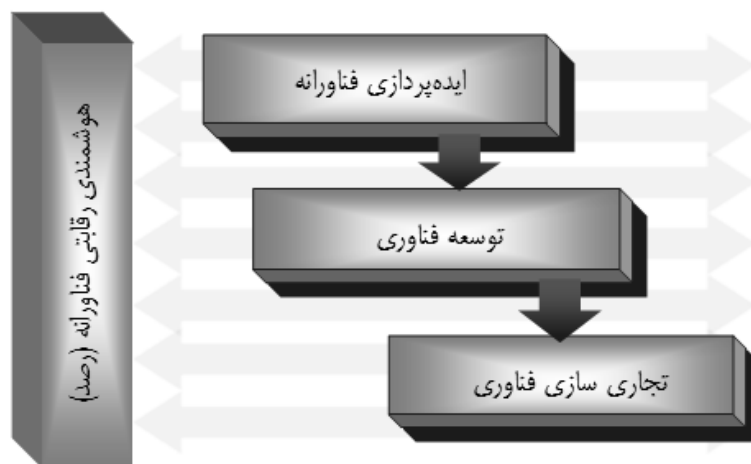 ایده‌پردازی فناورانه
توسعه فناوری
تجاری سازی فناوری
هوشمندی رقابتی فناورانه (رصد)